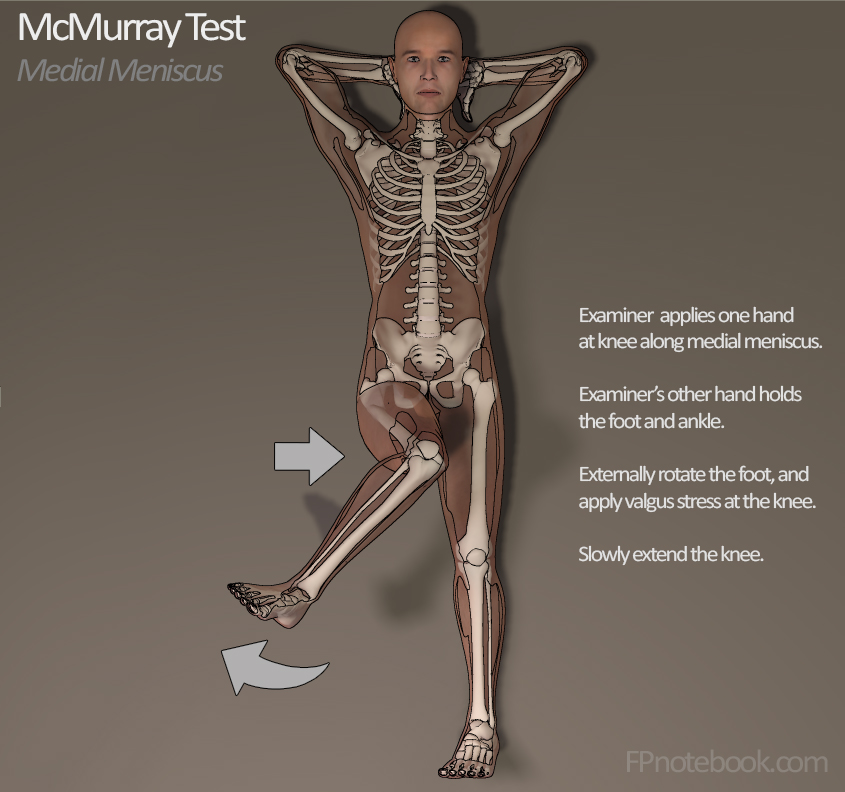 McMurray Test
Medial Meniscus
Examiner applies one hand
at knee along medial meniscus.
Examiner's other hand holds
the foot and ankle.
Externally rotate the foot, and
apply valgus stress at the knee.
Slowly extend the knee.
FPnotebook.com